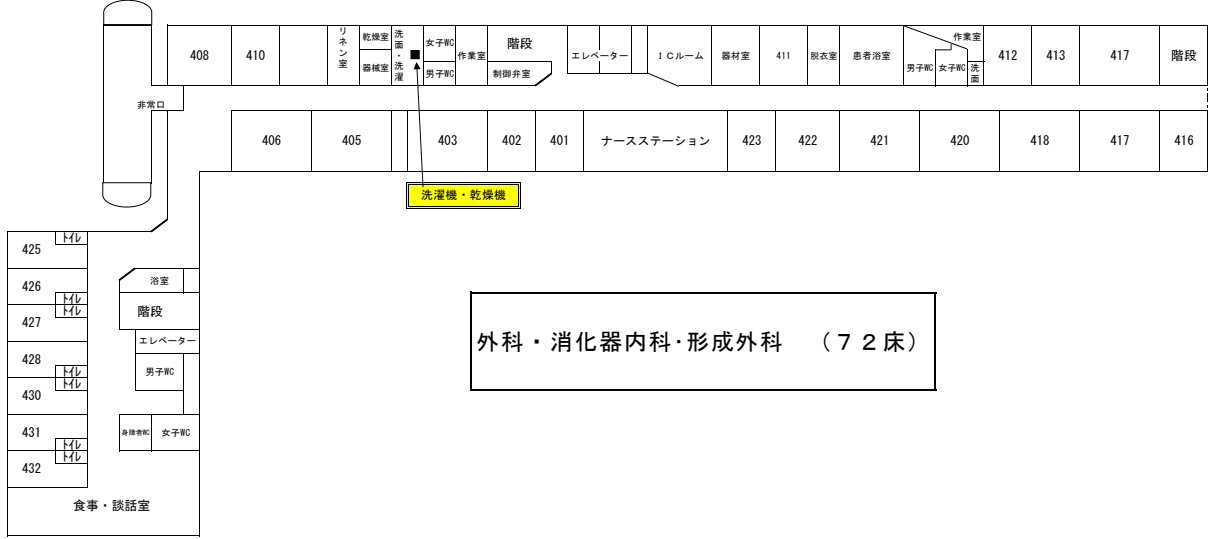 408
410
リネン室
乾燥室
器械室
洗面・洗濯
女子WC
男子WC
作業室
階段
制御弁室
エレベーター
ICルーム
器材室
411
脱衣室
患者浴室
男子WC
女子WC
作業室
洗面
412
413
417
階段
非常口
406
405
403
402
401
ナースステーション
423
422
421
420
418
417
416
洗濯機・乾燥機
425
トイレ
426
トイレ
トイレ
427
428
トイレ
トイレ
430
431
トイレ
トイレ
432
浴室
階段
エレベーター
男子WC
身障者WC
女子WC
食事・談話室
外科・消化器内科・形成外科 （72床）